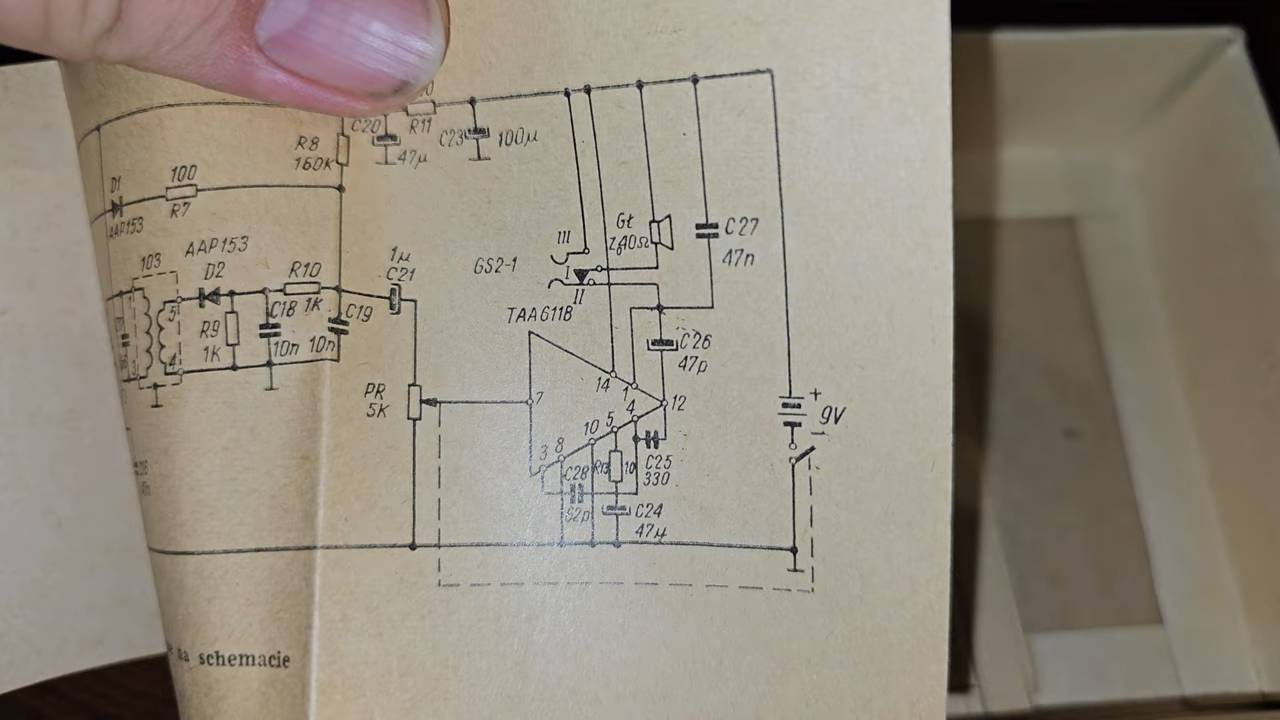 C20
47µ
R11
C23
100µ
R8
160K
D1
AAP153
100
R7
AAP153
D2
103
5
4
3
R9
1K
C18
10n
R10
1K
C19
10n
1µ
C21
PR
5K
GS2-1
III
I
II
Gł
Z40Ω
C27
47n
TAA611B
C26
47p
14
1
7
12
4
5
10
8
3
C28
62p
R13
10
C25
330
C24
47µ
+
9V
−
na schemacie